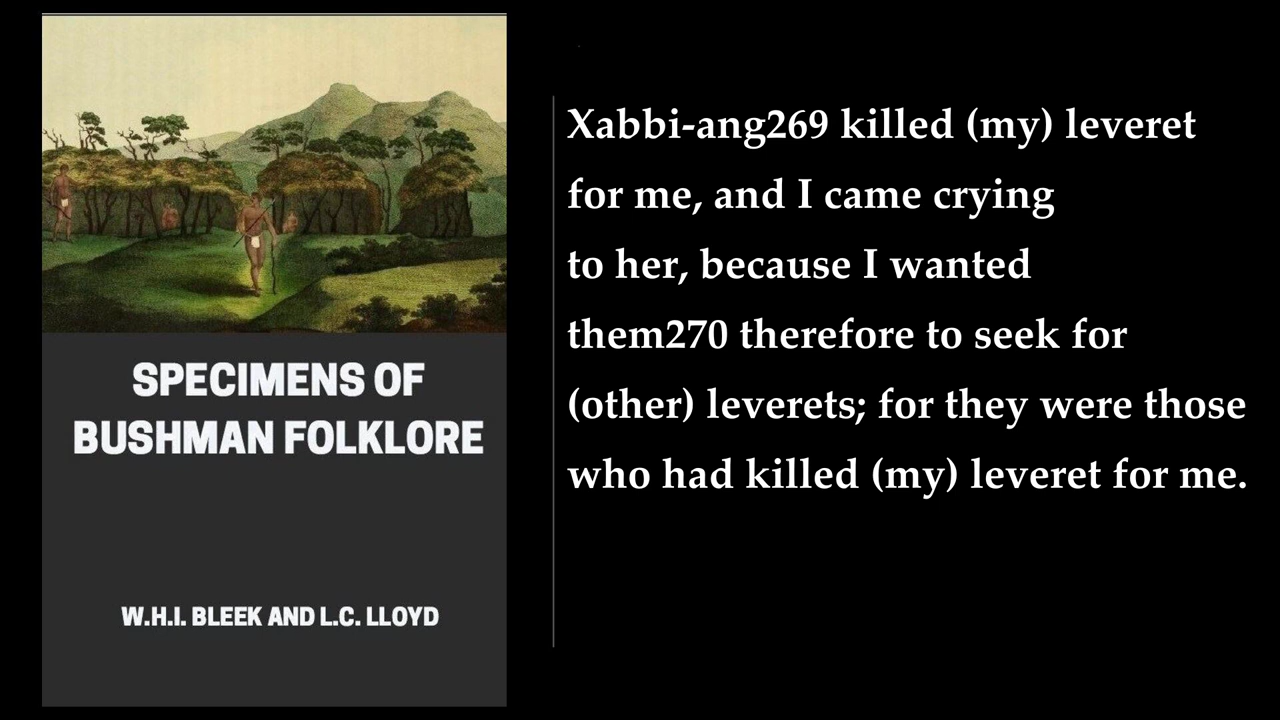 SPECIMENS OF
BUSHMAN FOLKLORE
W.H.I. BLEEK AND L.C. LLOYD
Xabbi-ang269 killed (my) leveret
for me, and I came crying
to her, because I wanted
them270 therefore to seek for
(other) leverets; for they were those
who had killed (my) leveret for me.